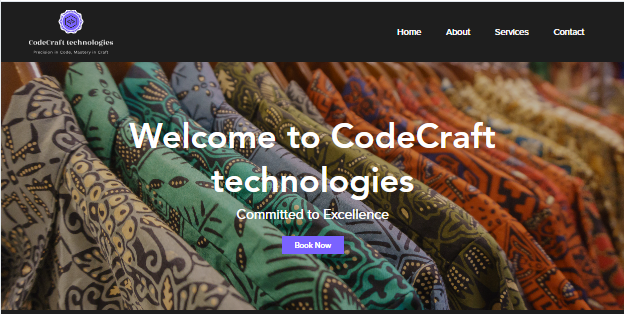 CodeCraft technologies
Precision in Code, Mastery in Craft
Home About Services Contact
Welcome to CodeCraft
technologies
Committed to Excellence
Book Now